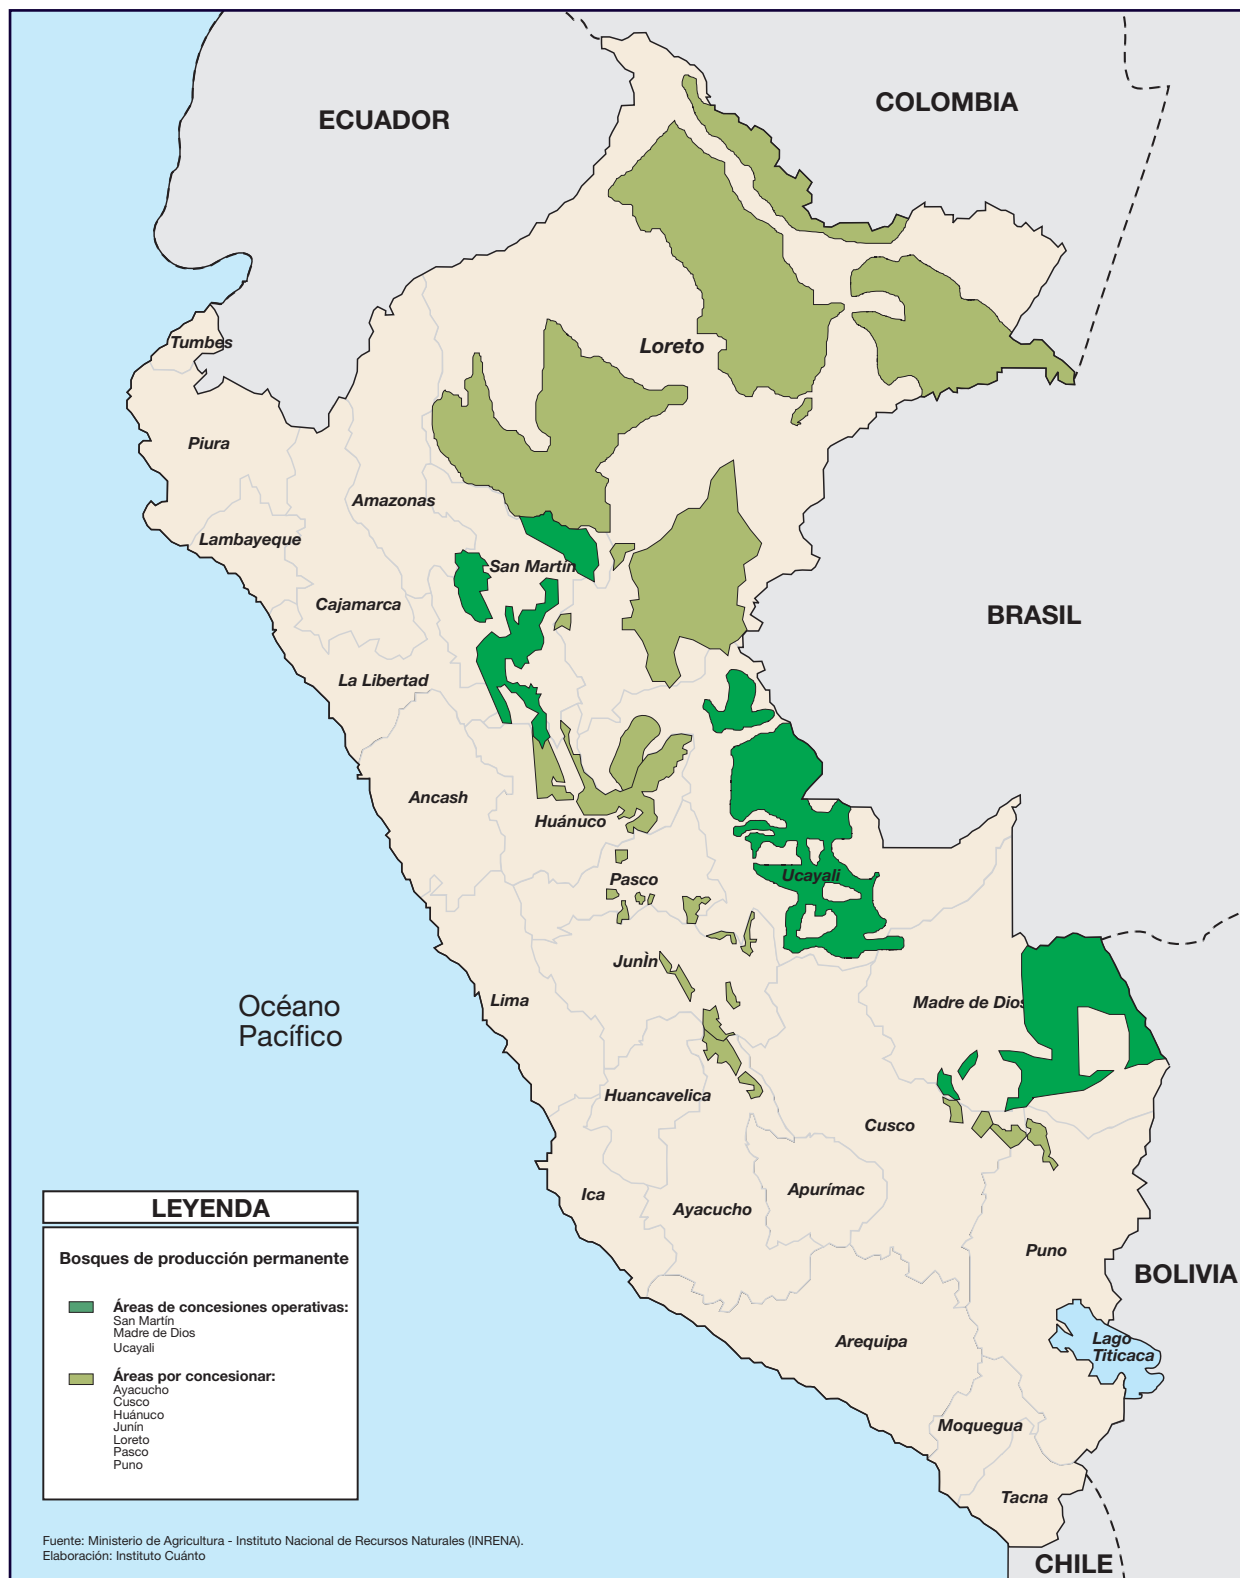 COLOMBIA
ECUADOR
Tumbes
Loreto
Piura
Amazonas
Lambayeque
San Martín
Cajamarca
BRASIL
La Libertad
Ancash
Huánuco
Ucayali
Pasco
JunÌn
Océano
Pacífico
Lima
Madre de Dios
Huancavelica
Cusco
Ica
Apurímac
Ayacucho
Puno
BOLIVIA
Arequipa
Lago
Titicaca
Moquegua
Tacna
CHILE
LEYENDA
Bosques de producción permanente
Áreas de concesiones operativas:
San Martín
Madre de Dios
Ucayali
Áreas por concesionar:
Ayacucho
Cusco
Huánuco
Junín
Loreto
Pasco
Puno
Fuente: Ministerio de Agricultura - Instituto Nacional de Recursos Naturales (INRENA).
Elaboración: Instituto Cuánto